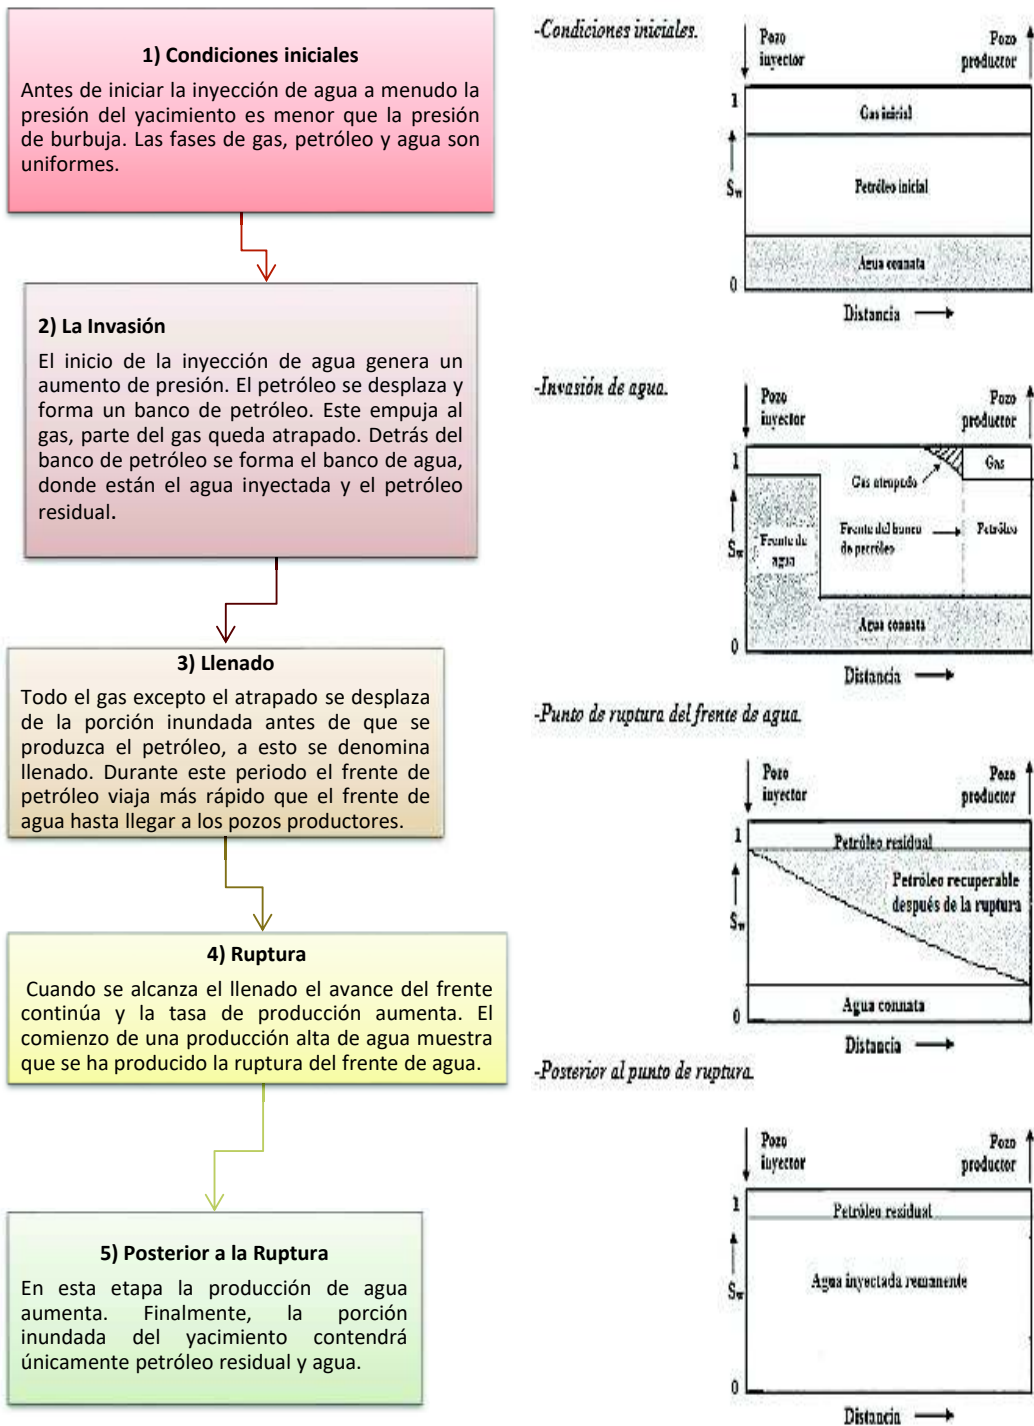 1) Condiciones iniciales
Antes de iniciar la inyección de agua a menudo la
presión del yacimiento es menor que la presión
de burbuja. Las fases de gas, petróleo y agua son
uniformes.
2) La Invasión
El inicio de la inyección de agua genera un
aumento de presión. El petróleo se desplaza y
forma un banco de petróleo. Este empuja al
gas, parte del gas queda atrapado. Detrás del
banco de petróleo se forma el banco de agua,
donde están el agua inyectada y el petróleo
residual.
3) Llenado
Todo el gas excepto el atrapado se desplaza
de la porción inundada antes de que se
produzca el petróleo, a esto se denomina
llenado. Durante este periodo el frente de
petróleo viaja más rápido que el frente de
agua hasta llegar a los pozos productores.
4) Ruptura
Cuando se alcanza el llenado el avance del frente
continúa y la tasa de producción aumenta. El
comienzo de una producción alta de agua muestra
que se ha producido la ruptura del frente de agua.
5) Posterior a la Ruptura
En esta etapa la producción de agua
aumenta. Finalmente, la porción
inundada del yacimiento contendrá
únicamente petróleo residual y agua.
-Condiciones iniciales.
Pozo
inyector
Pozo
productor
1
Gas inicial
Sw
Petróleo inicial
Agua connata
0
Distancia
-Invasión de agua.
Pozo
inyector
Pozo
productor
1
Gas
Gas atrapado
Sw
Frente de
agua
Frente del banco
de petróleo
Petróleo
Agua connata
0
Distancia
-Punto de ruptura del frente de agua.
Pozo
inyector
Pozo
productor
1
Petróleo residual
Petróleo recuperable
después de la ruptura
Sw
Agua connata
0
Distancia
-Posterior al punto de ruptura.
Pozo
inyector
Pozo
productor
1
Petróleo residual
Agua inyectada remanente
Sw
0
Distancia